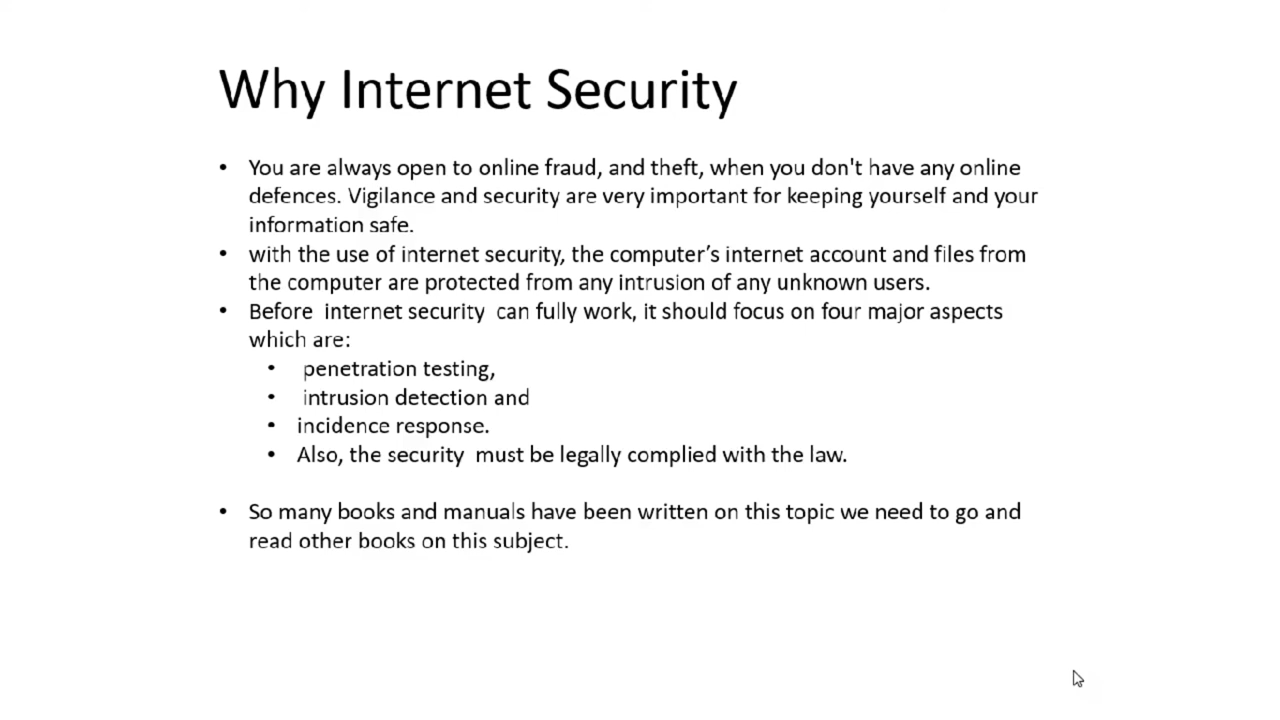 Why Internet Security
• You are always open to online fraud, and theft, when you don't have any online
defences. Vigilance and security are very important for keeping yourself and your
information safe.
• with the use of internet security, the computer’s internet account and files from
the computer are protected from any intrusion of any unknown users.
• Before  internet security  can fully work, it should focus on four major aspects
which are:
• penetration testing,
• intrusion detection and
• incidence response.
• Also, the security  must be legally complied with the law.
• So many books and manuals have been written on this topic we need to go and
read other books on this subject.